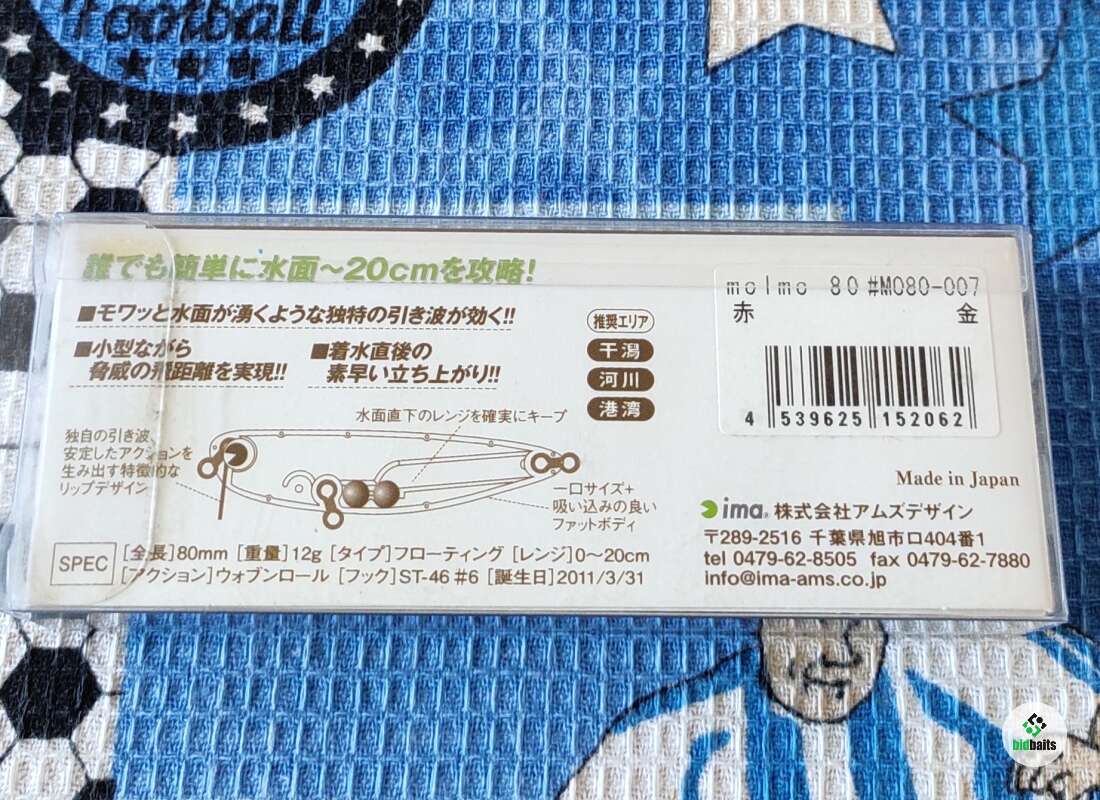 football
誰でも簡単に水面〜20cmを攻略!
■モワッと水面が湧くような独特の引き波が効く!!
■小型ながら
脅威の飛距離を実現!!
■着水直後の
素早い立ち上がり!!
推奨エリア
干潟
河川
港湾
molmo 80 #MO80-007
赤 金
4 539625 152062
水面直下のレンジを確実にキープ
独自の引き波
安定したアクションを
生み出す特徴的な
リップデザイン
一口サイズ+
吸い込みの良い
ファットボディ
Made in Japan
ima® 株式会社アムズデザイン
〒289-2516 千葉県旭市ロ404番1
tel 0479-62-8505 fax 0479-62-7880
info@ima-ams.co.jp
SPEC
[全長]80mm [重量]12g [タイプ]フローティング [レンジ]0〜20cm
[アクション]ウォブンロール [フック]ST-46 #6 [誕生日]2011/3/31
bidbaits